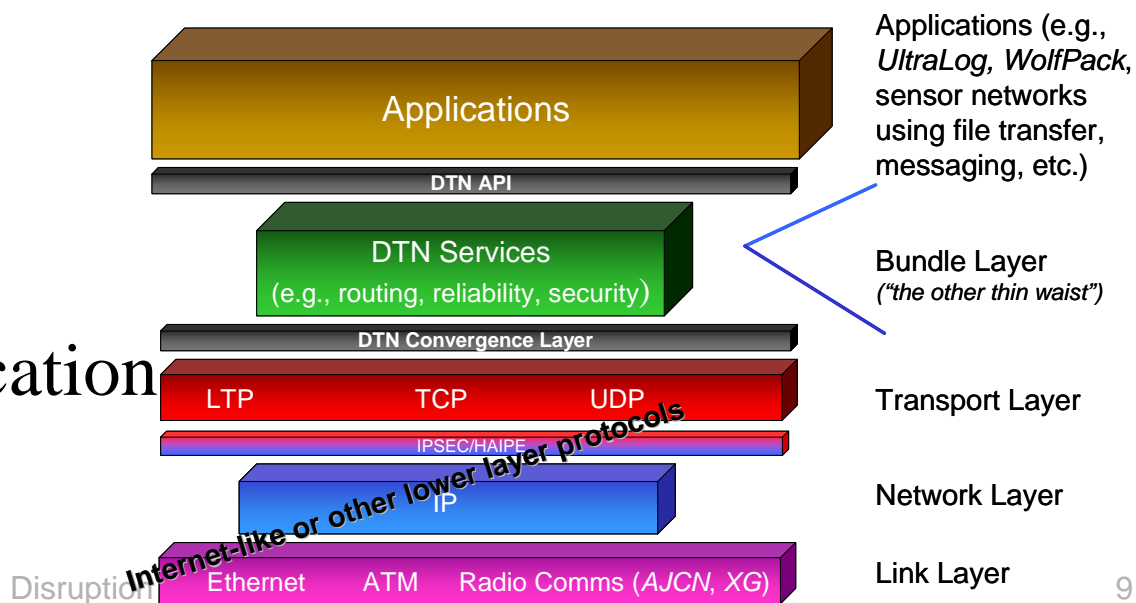 Applications (e.g.,
UltraLog, WolfPack,
sensor networks
using file transfer,
messaging, etc.)
Applications
DTN API
DTN Services
(e.g., routing, reliability, security)
Bundle Layer
("the other thin waist")
DTN Convergence Layer
cation
LTP TCP UDP
Transport Layer
IPSEC/HAIPE
Internet-like or other lower layer protocols
IP
Network Layer
Ethernet ATM Radio Comms (AJCN, XG)
Link Layer
Disruption
9